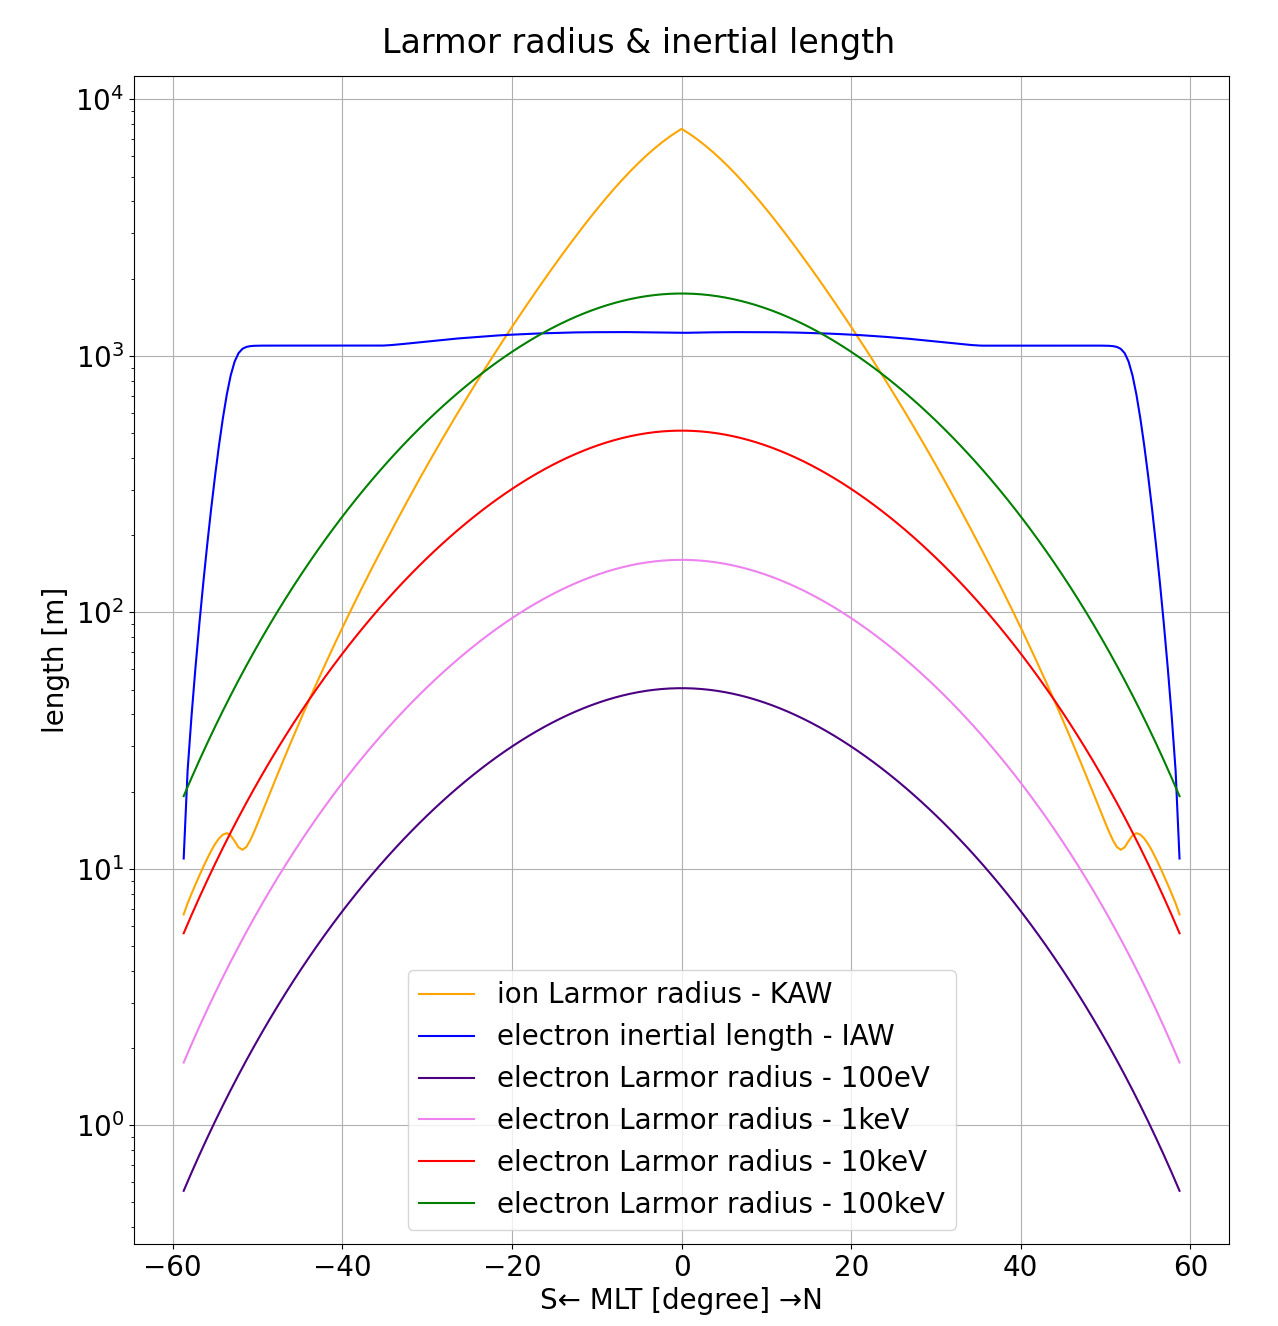 Larmor radius & inertial length
10⁴
10³
10²
10¹
10⁰
length [m]
ion Larmor radius - KAW
electron inertial length - IAW
electron Larmor radius - 100eV
electron Larmor radius - 1keV
electron Larmor radius - 10keV
electron Larmor radius - 100keV
−60 −40 −20 0 20 40 60
S← MLT [degree] →N